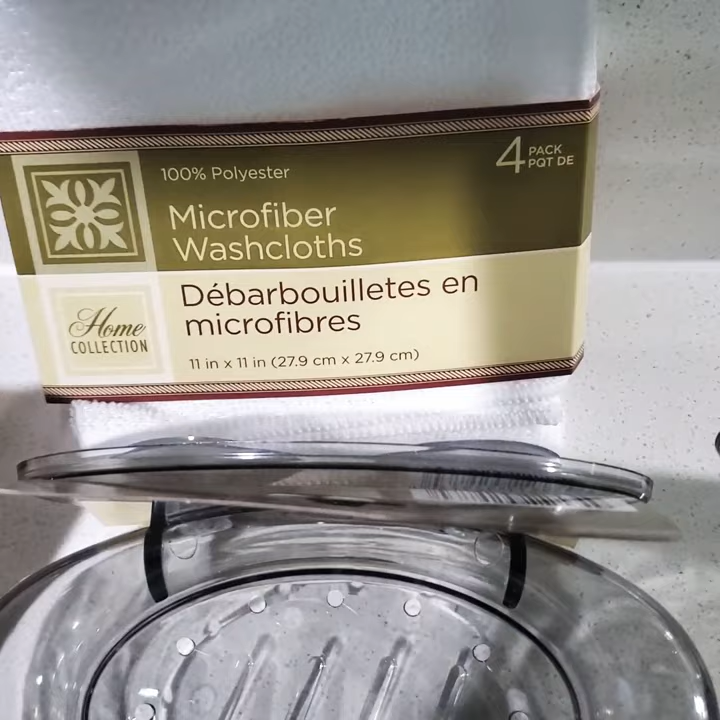 100% Polyester
4 PACK
PQT DE
Microfiber
Washcloths
Débarbouilletes en
microfibres
Home
COLLECTION
11 in x 11 in (27.9 cm x 27.9 cm)